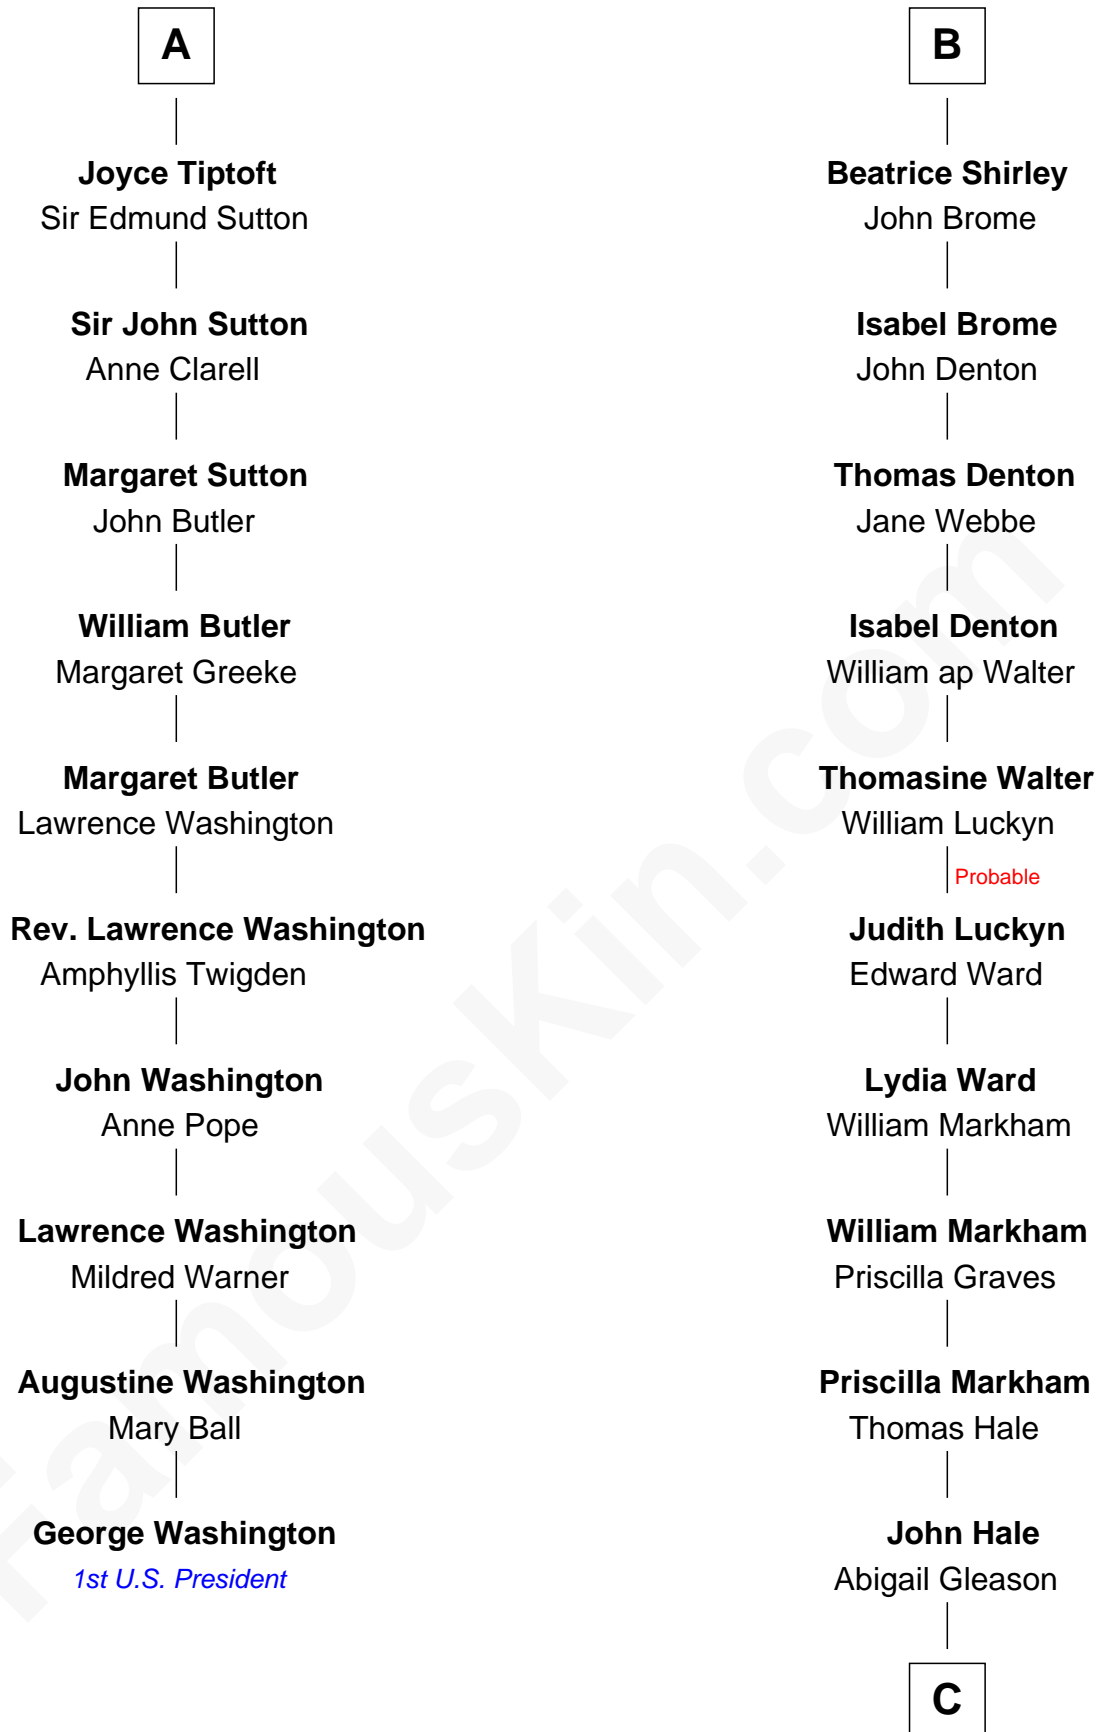 A
Joyce Tiptoft
Sir Edmund Sutton
Sir John Sutton
Anne Clarell
Margaret Sutton
John Butler
William Butler
Margaret Greeke
Margaret Butler
Lawrence Washington
Rev. Lawrence Washington
Amphyllis Twigden
John Washington
Anne Pope
Lawrence Washington
Mildred Warner
Augustine Washington
Mary Ball
George Washington
1st U.S. President
B
Beatrice Shirley
John Brome
Isabel Brome
John Denton
Thomas Denton
Jane Webbe
Isabel Denton
William ap Walter
Thomasine Walter
William Luckyn
Probable
Judith Luckyn
Edward Ward
Lydia Ward
William Markham
William Markham
Priscilla Graves
Priscilla Markham
Thomas Hale
John Hale
Abigail Gleason
C
FamousKin.com